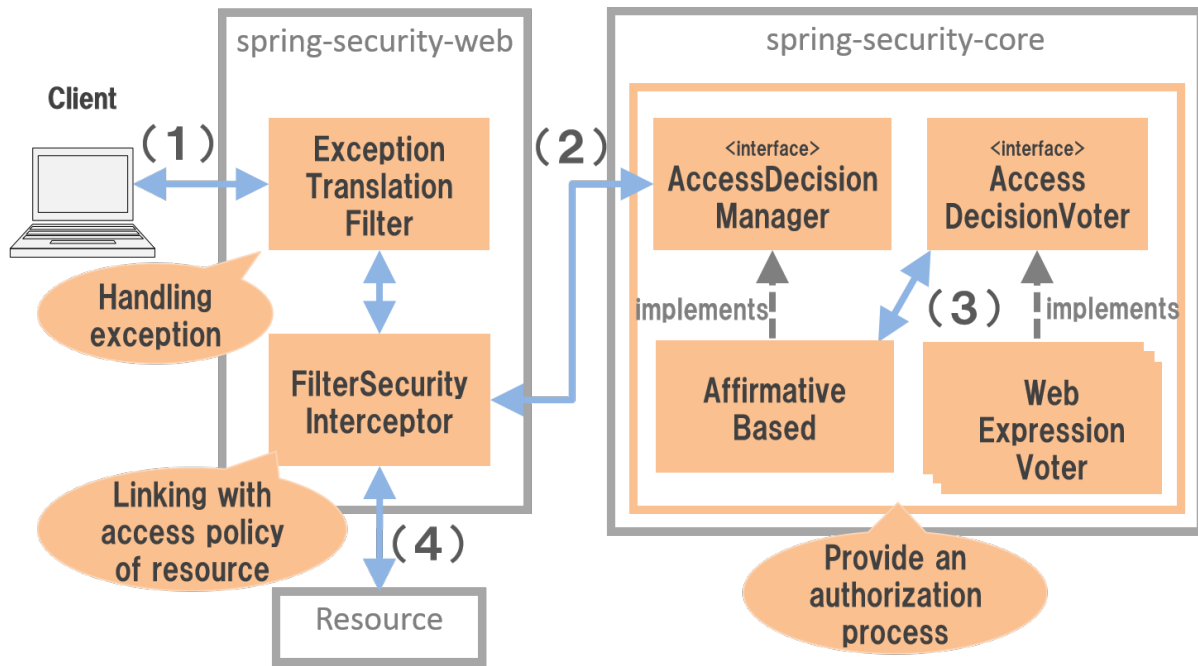 spring-security-web
spring-security-core
Client
(1)
Exception
Translation
Filter
(2)
<interface>
AccessDecision
Manager
<interface>
Access
DecisionVoter
Handling
exception
implements
(3)
implements
FilterSecurity
Interceptor
Affirmative
Based
Web
Expression
Voter
Linking with
access policy
of resource
(4)
Provide an
authorization
process
Resource